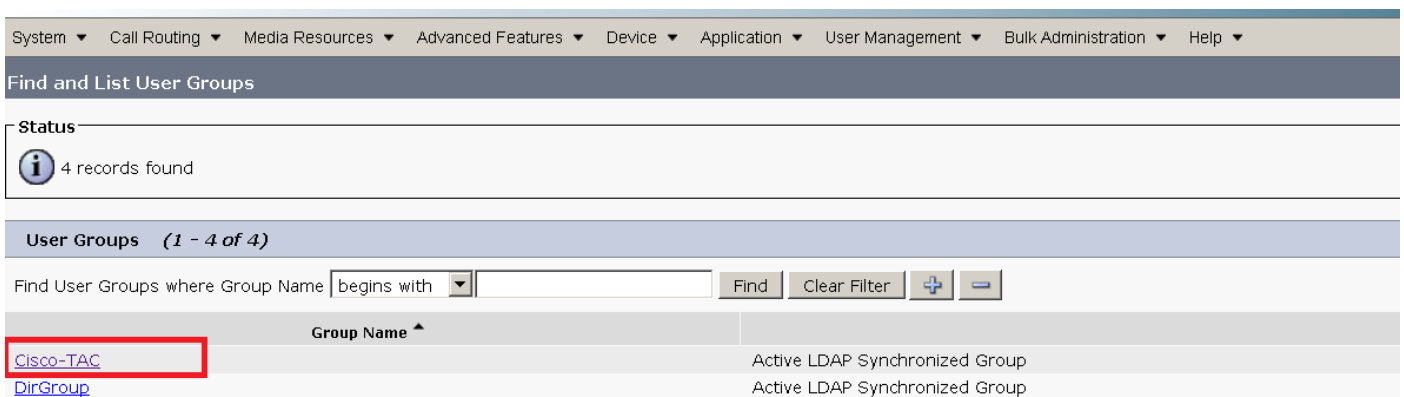 System Call Routing Media Resources Advanced Features Device Application User Management Bulk Administration Help
Find and List User Groups
Status
4 records found
User Groups (1 - 4 of 4)
Find User Groups where Group Name begins with Find Clear Filter
Group Name
Cisco-TAC Active LDAP Synchronized Group
DirGroup Active LDAP Synchronized Group